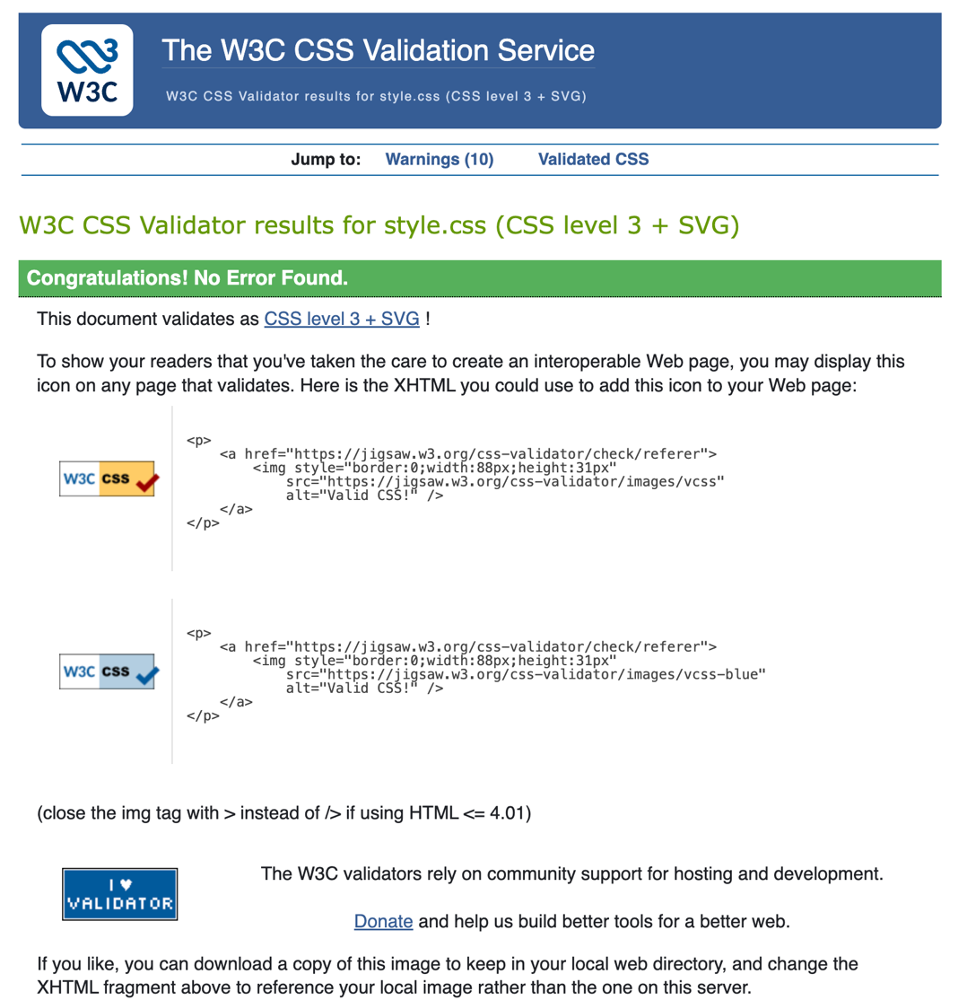 The W3C CSS Validation Service
W3C
W3C CSS Validator results for style.css (CSS level 3 + SVG)
Jump to: Warnings (10) Validated CSS
W3C CSS Validator results for style.css (CSS level 3 + SVG)
Congratulations! No Error Found.
This document validates as CSS level 3 + SVG !
To show your readers that you've taken the care to create an interoperable Web page, you may display this
icon on any page that validates. Here is the XHTML you could use to add this icon to your Web page:
W3C css
<p>
    <a href="https://jigsaw.w3.org/css-validator/check/referer">
        <img style="border:0;width:88px;height:31px"
            src="https://jigsaw.w3.org/css-validator/images/vcss"
            alt="Valid CSS!" />
    </a>
</p>
W3C css
<p>
    <a href="https://jigsaw.w3.org/css-validator/check/referer">
        <img style="border:0;width:88px;height:31px"
            src="https://jigsaw.w3.org/css-validator/images/vcss-blue"
            alt="Valid CSS!" />
    </a>
</p>
(close the img tag with > instead of /> if using HTML <= 4.01)
I ♥
VALIDATOR
The W3C validators rely on community support for hosting and development.
Donate and help us build better tools for a better web.
If you like, you can download a copy of this image to keep in your local web directory, and change the
XHTML fragment above to reference your local image rather than the one on this server.